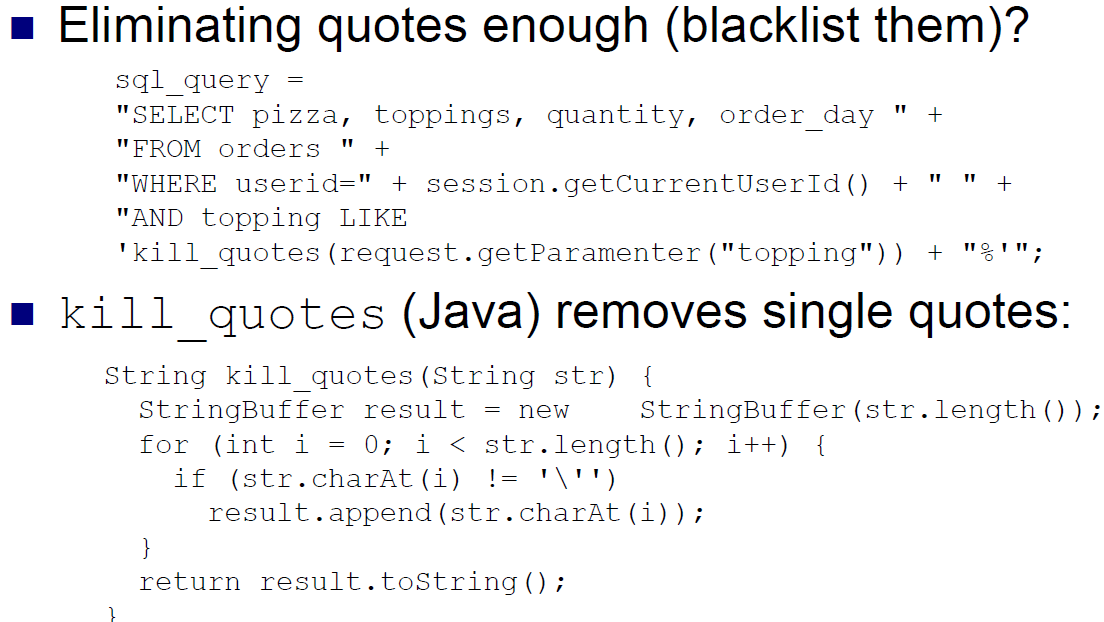 Eliminating quotes enough (blacklist them)?
sql_query =
"SELECT pizza, toppings, quantity, order_day " +
"FROM orders " +
"WHERE userid=" + session.getCurrentUserId() + " " +
"AND topping LIKE
'kill_quotes(request.getParamenter("topping")) + "%'";
kill_quotes (Java) removes single quotes:
String kill_quotes(String str) {
StringBuffer result = new StringBuffer(str.length());
for (int i = 0; i < str.length(); i++) {
if (str.charAt(i) != '\'')
result.append(str.charAt(i));
}
return result.toString();
}